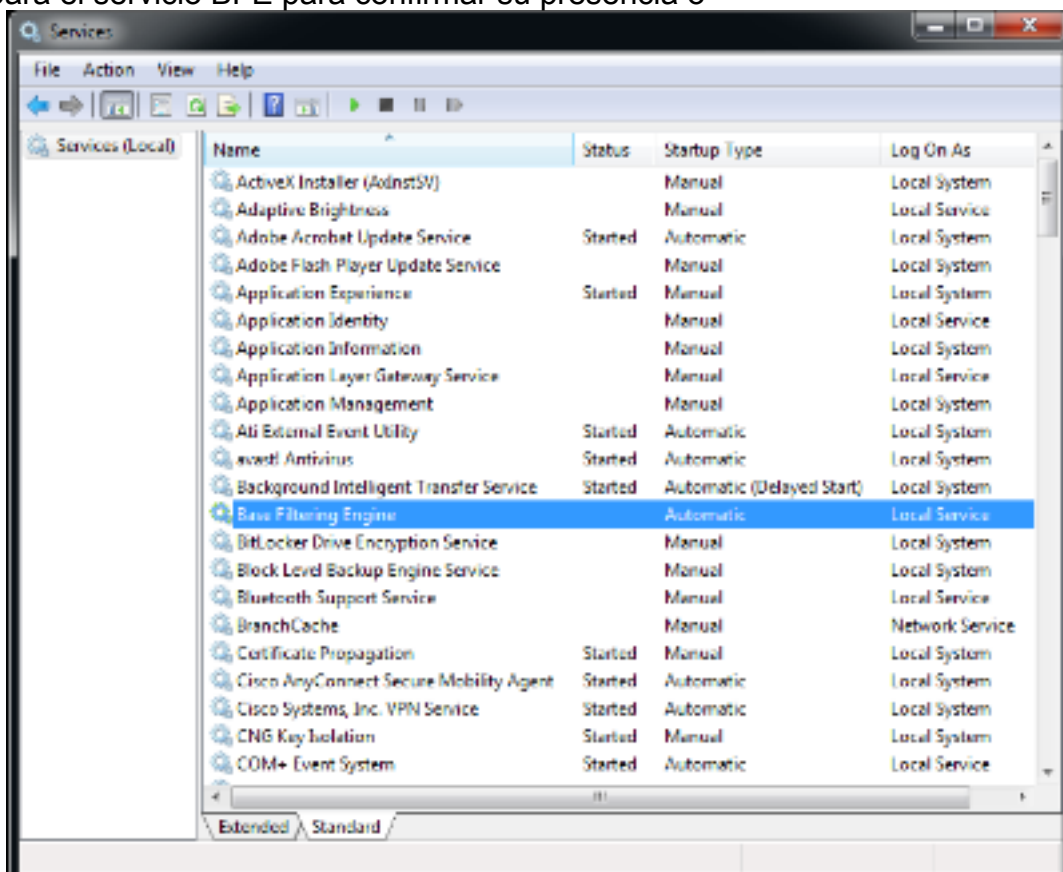 para el servicio BFE para confirmar su presencia o
Services
File Action View Help
Services (Local)
Name Status Startup Type Log On As
ActiveX Installer (AxInstSV) Manual Local System
Adaptive Brightness Manual Local Service
Adobe Acrobat Update Service Started Automatic Local System
Adobe Flash Player Update Service Manual Local System
Application Experience Started Manual Local System
Application Identity Manual Local Service
Application Information Manual Local System
Application Layer Gateway Service Manual Local Service
Application Management Manual Local System
Ati External Event Utility Started Automatic Local System
avast! Antivirus Started Automatic Local System
Background Intelligent Transfer Service Started Automatic (Delayed Start) Local System
Base Filtering Engine Automatic Local Service
BitLocker Drive Encryption Service Manual Local System
Block Level Backup Engine Service Manual Local System
Bluetooth Support Service Manual Local Service
BranchCache Manual Network Service
Certificate Propagation Started Manual Local System
Cisco AnyConnect Secure Mobility Agent Started Automatic Local System
Cisco Systems, Inc. VPN Service Started Automatic Local System
CNG Key Isolation Started Manual Local System
COM+ Event System Started Automatic Local Service
Extended Standard